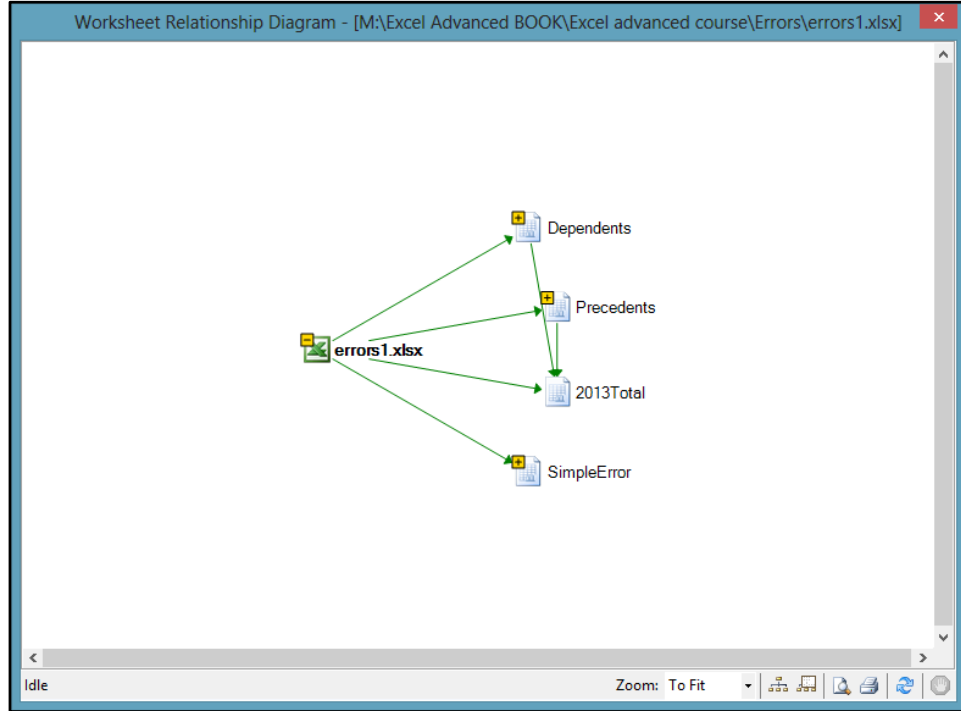 Worksheet Relationship Diagram - [M:\Excel Advanced BOOK\Excel advanced course\Errors\errors1.xlsx]
Dependents
Precedents
errors1.xlsx
2013Total
SimpleError
Idle
Zoom: To Fit